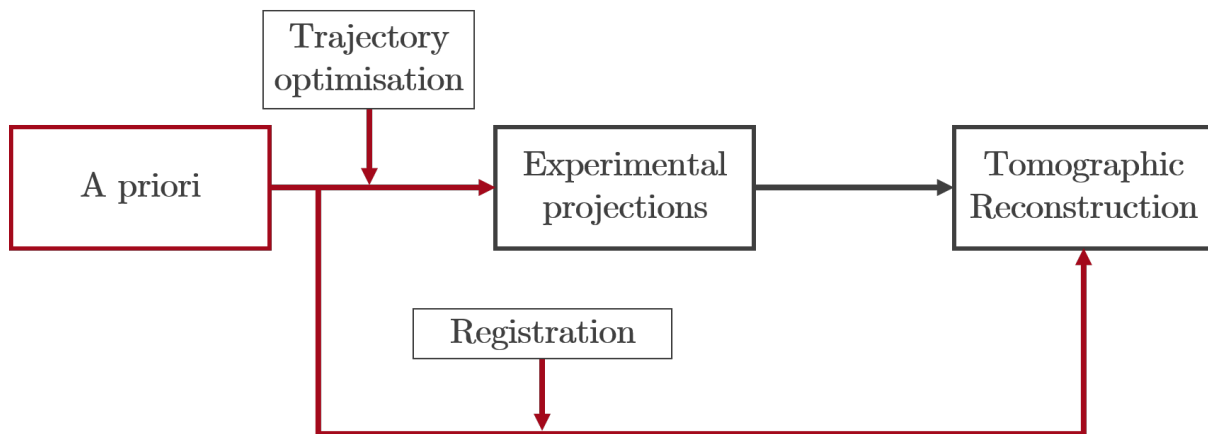 Trajectory
optimisation
A priori
Experimental
projections
Tomographic
Reconstruction
Registration